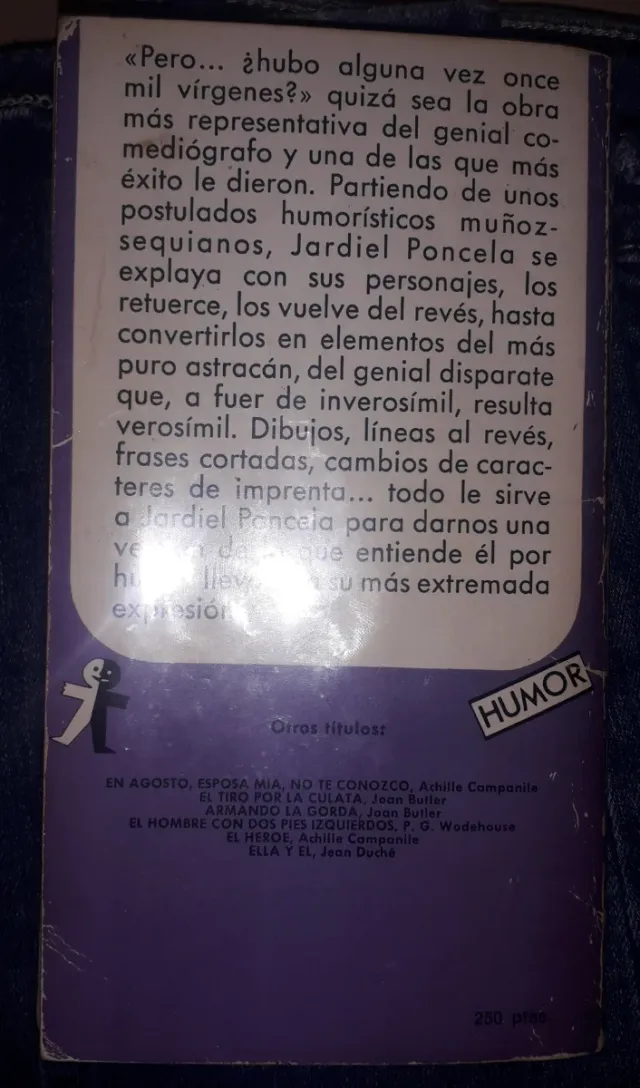 «Pero... ¿hubo alguna vez once
mil vírgenes?» quizá sea la obra
más representativa del genial co-
mediógrafo y una de las que más
éxito le dieron. Partiendo de unos
postulados humorísticos muñoz-
sequianos, Jardiel Poncela se
explaya con sus personajes, los
retuerce, los vuelve del revés, hasta
convertirlos en elementos del más
puro astracán, del genial disparate
que, a fuer de inverosímil, resulta
verosímil. Dibujos, líneas al revés,
frases cortadas, cambios de carac-
teres de imprenta... todo le sirve
a Jardiel Poncela para darnos una
que entiende él por
su más extremada
expresión
HUMOR
Otros títulos:
EN AGOSTO, ESPOSA MIA, NO TE CONOZCO, Achille Campanile
EL TIRO POR LA CULATA, Joan Butler
ARMANDO LA GORDA, Joan Butler
EL HOMBRE CON DOS PIES IZQUIERDOS, P. G. Wodehouse
EL HEROE, Achille Campanile
ELLA Y EL, Jean Duché
250 ptas